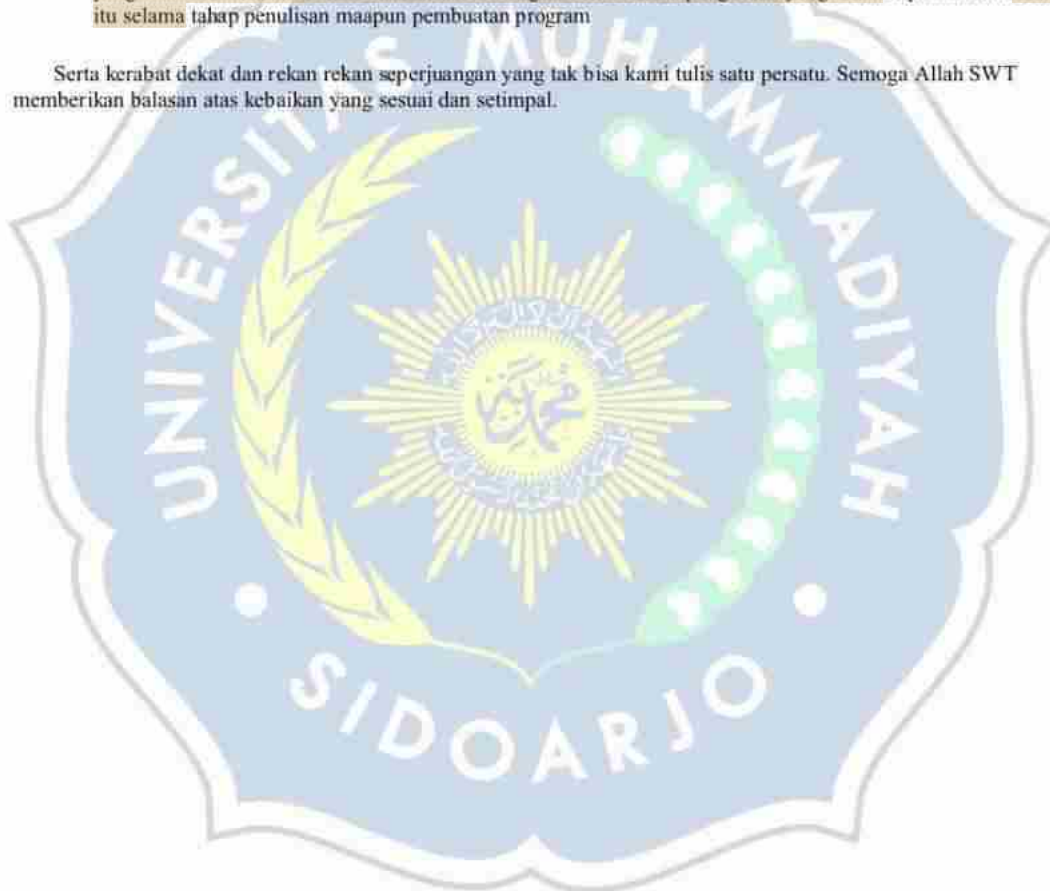 itu selama tahap penulisan maapun pembuatan program
Serta kerabat dekat dan rekan rekan seperjuangan yang tak bisa kami tulis satu persatu. Semoga Allah SWT
memberikan balasan atas kebaikan yang sesuai dan setimpal.
UNIVERSITAS MUHAMMADIYAH
محمد
SIDOARJO